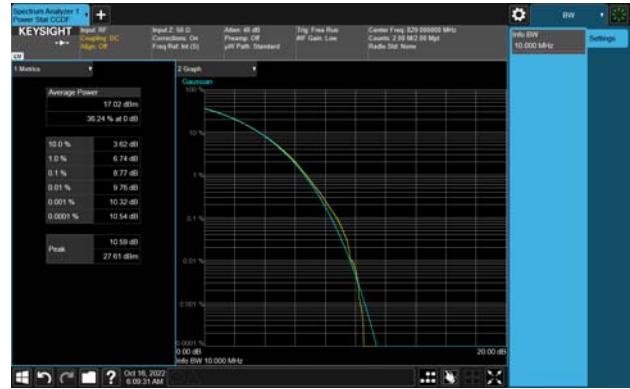 Spectrum Analyzer 1
Power Stat CCDF
KEYSIGHT
Input: RF
Coupling: DC
Align: Off
Input Z: 50 Ω
Corrections: On
Freq Ref: Int (S)
Atten: 40 dB
Preamp: Off
µW Path: Standard
Trig: Free Run
#IF Gain: Low
Center Freq: 829.000000 MHz
Counts: 2.00 M/2.00 Mpt
Radio Std: None
BW
Info BW
10.000 MHz
Settings
1 Metrics
Average Power
17.02 dBm
36.24 % at 0 dB
10.0 % 3.62 dB
1.0 % 6.74 dB
0.1 % 8.77 dB
0.01 % 9.76 dB
0.001 % 10.32 dB
0.0001 % 10.54 dB
Peak
10.59 dB
27.61 dBm
2 Graph
Gaussian
100 %
10 %
1 %
0.1 %
0.01 %
0.001 %
0.0001 %
0.00 dB
20.00 dB
Info BW 10.000 MHz
Oct 16, 2022
6:09:31 AM